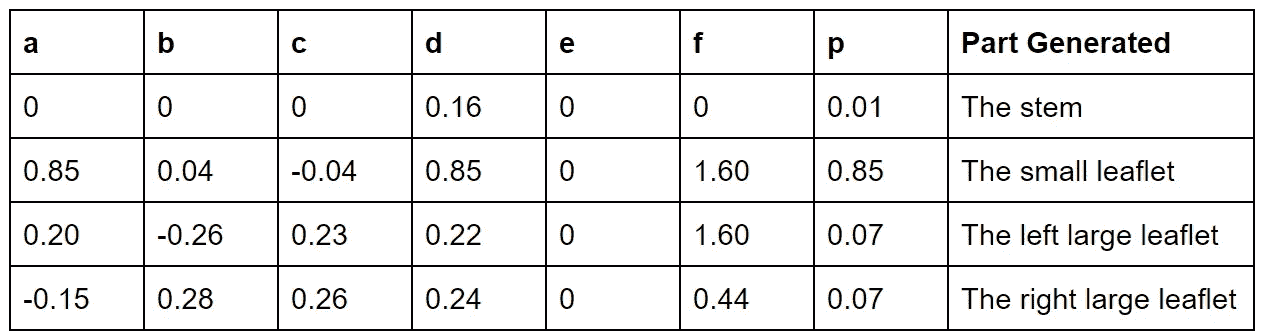 a b c d e f p Part Generated
0 0 0 0.16 0 0 0.01 The stem
0.85 0.04 -0.04 0.85 0 1.60 0.85 The small leaflet
0.20 -0.26 0.23 0.22 0 1.60 0.07 The left large leaflet
-0.15 0.28 0.26 0.24 0 0.44 0.07 The right large leaflet